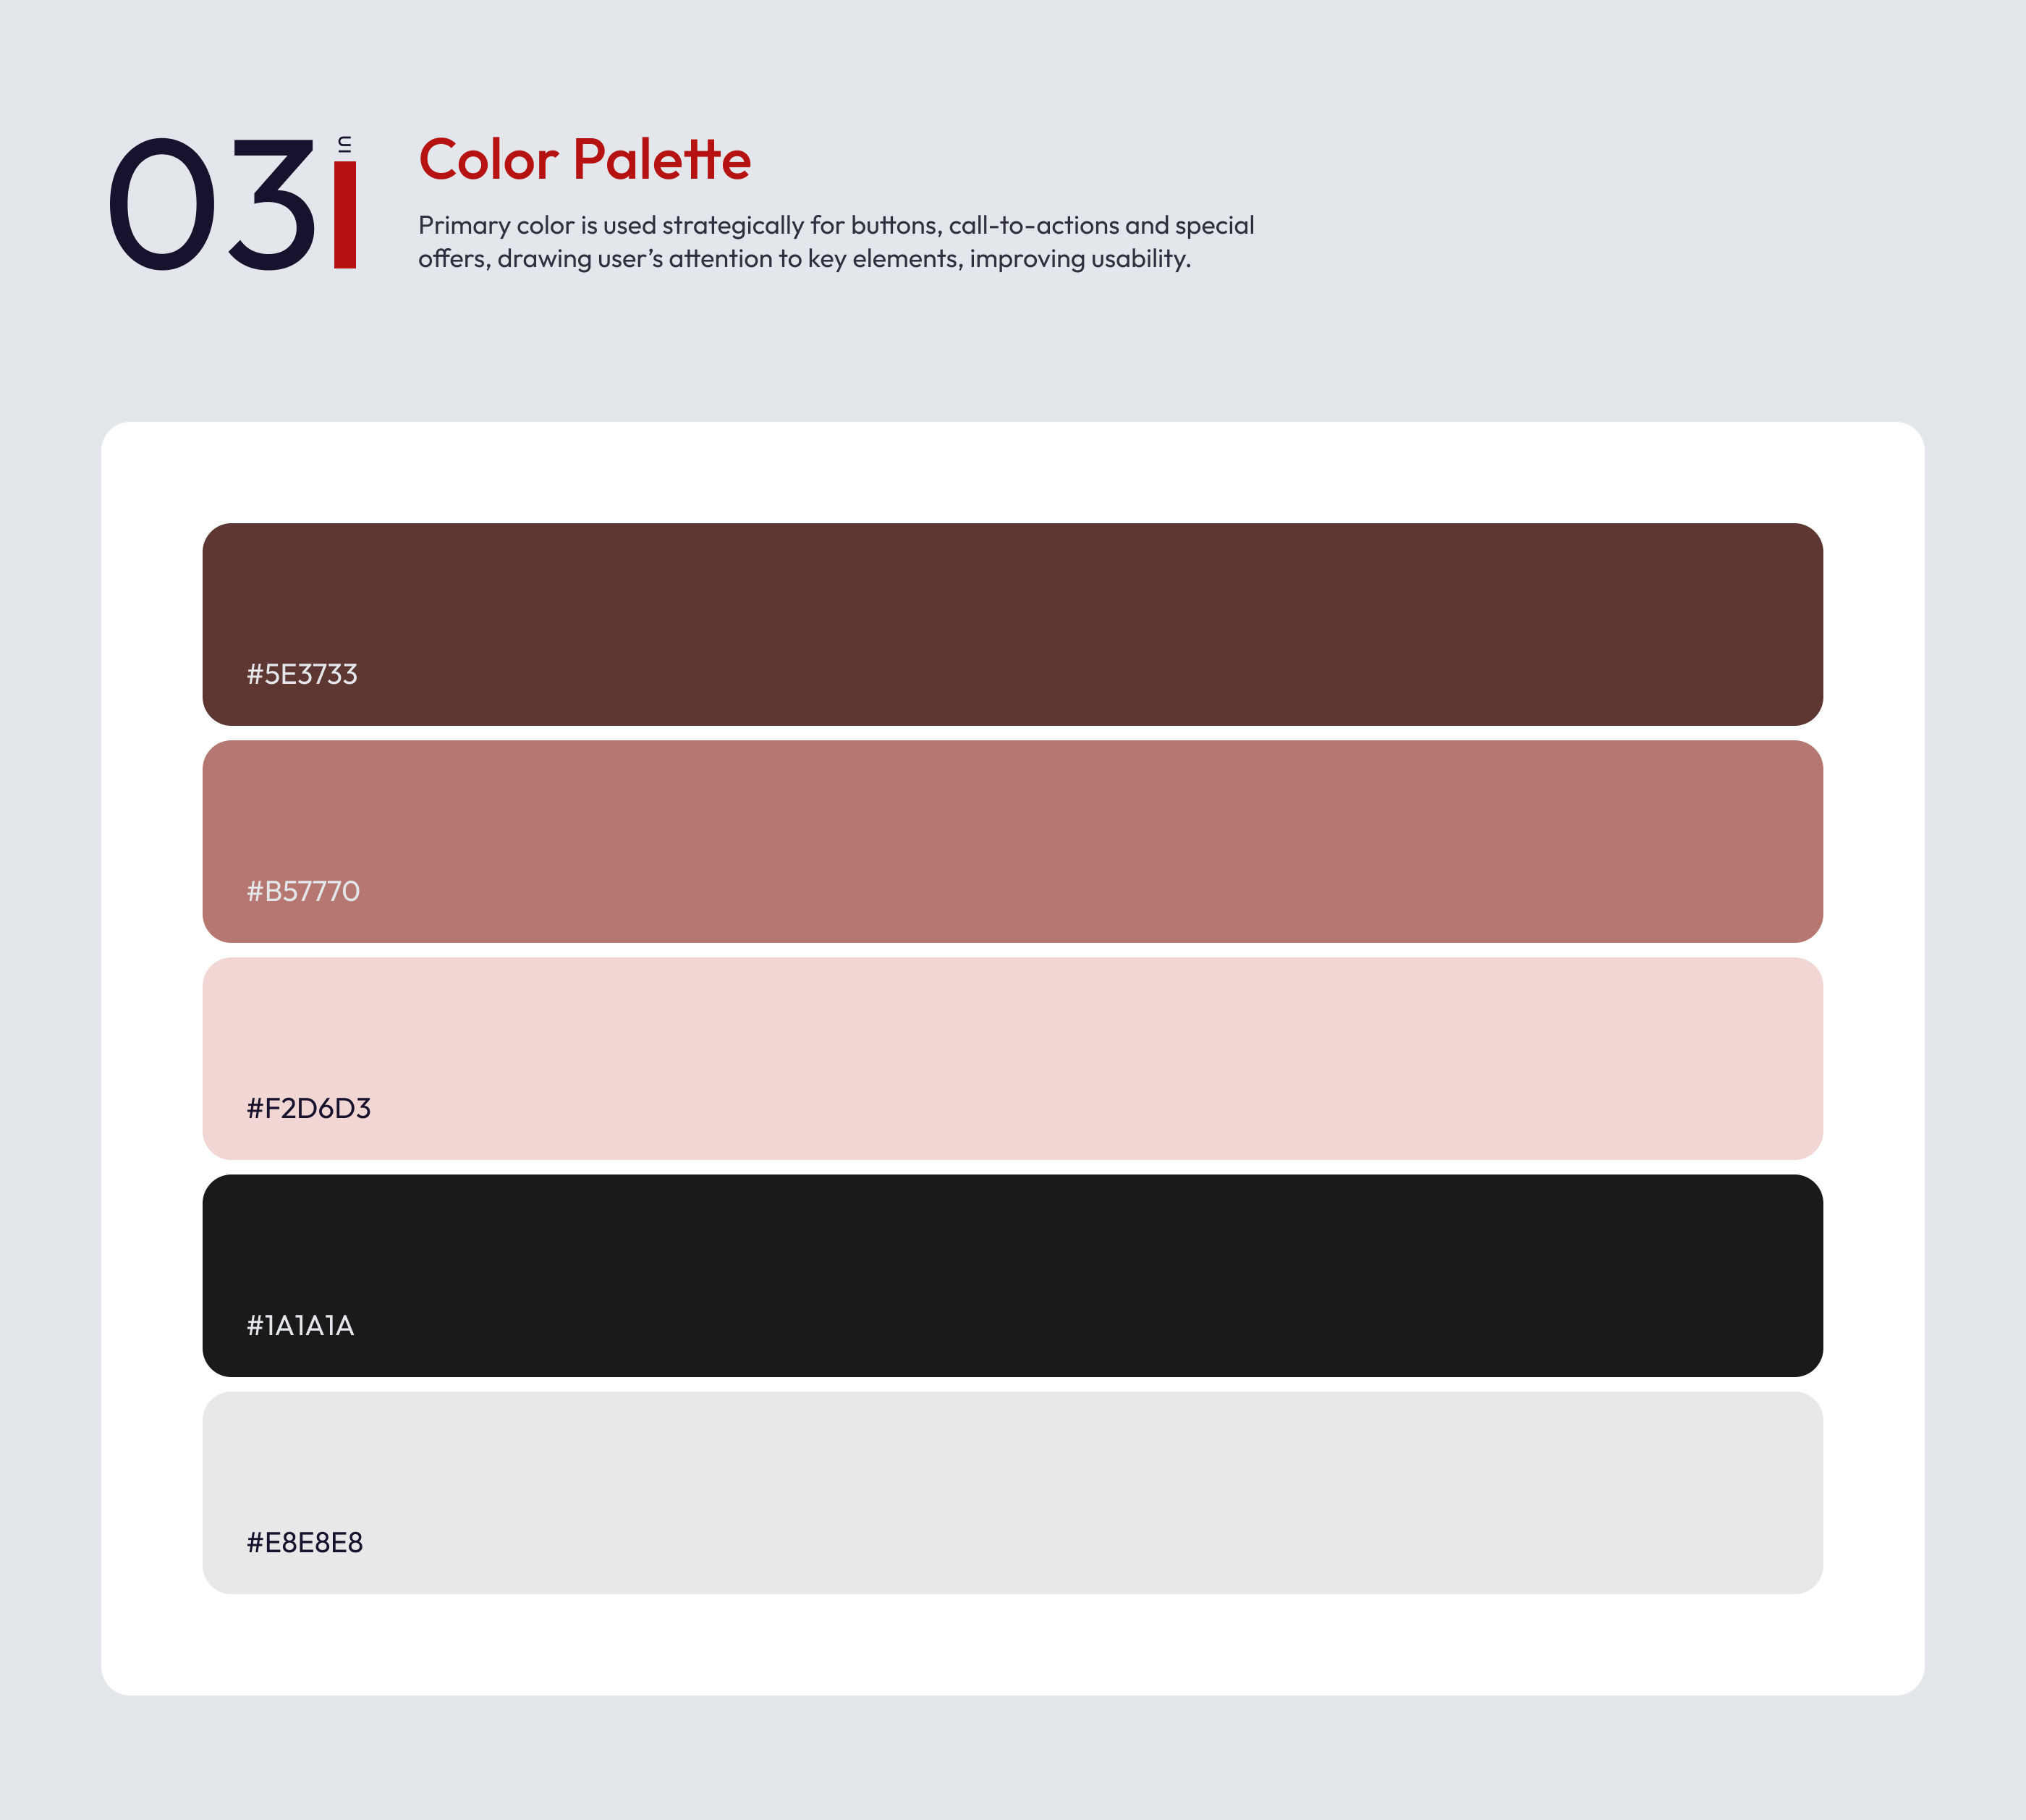 03
Color Palette
Primary color is used strategically for buttons, call-to-actions and special
offers, drawing user’s attention to key elements, improving usability.
#5E3733
#B57770
#F2D6D3
#1A1A1A
#E8E8E8